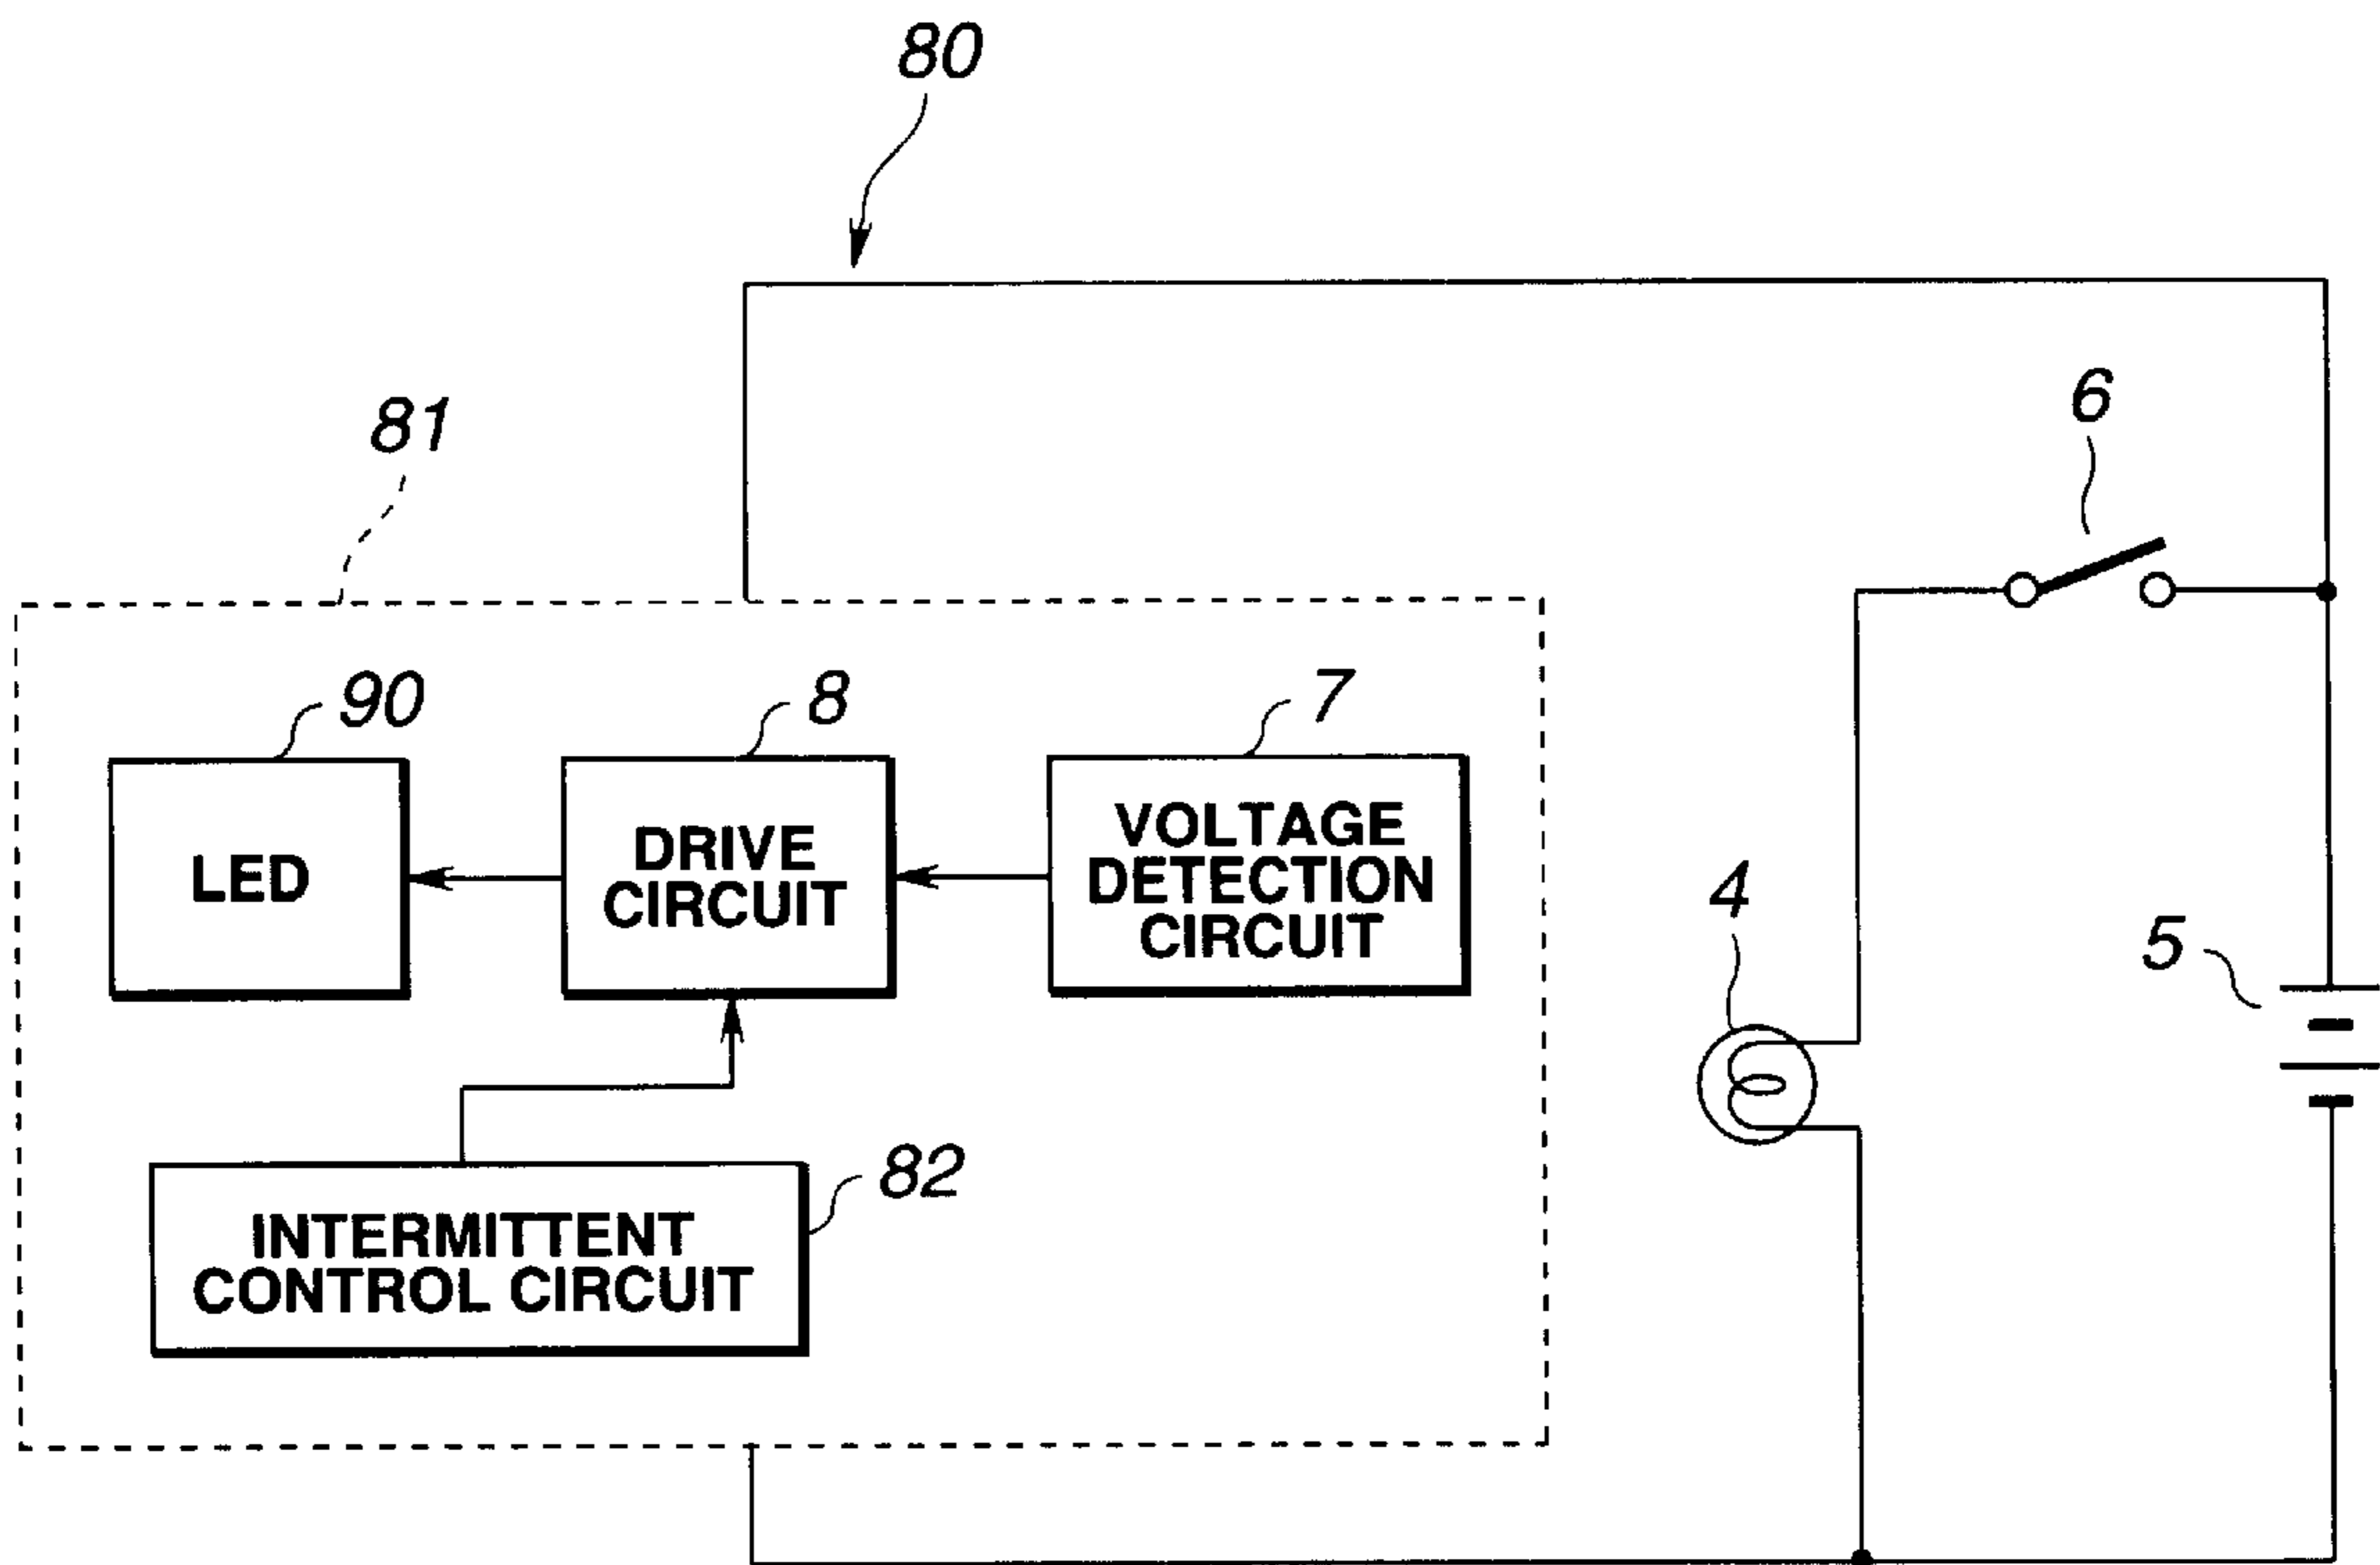 80
81
6
90
8
7
LED
DRIVE
CIRCUIT
VOLTAGE
DETECTION
CIRCUIT
4
5
82
INTERMITTENT
CONTROL CIRCUIT